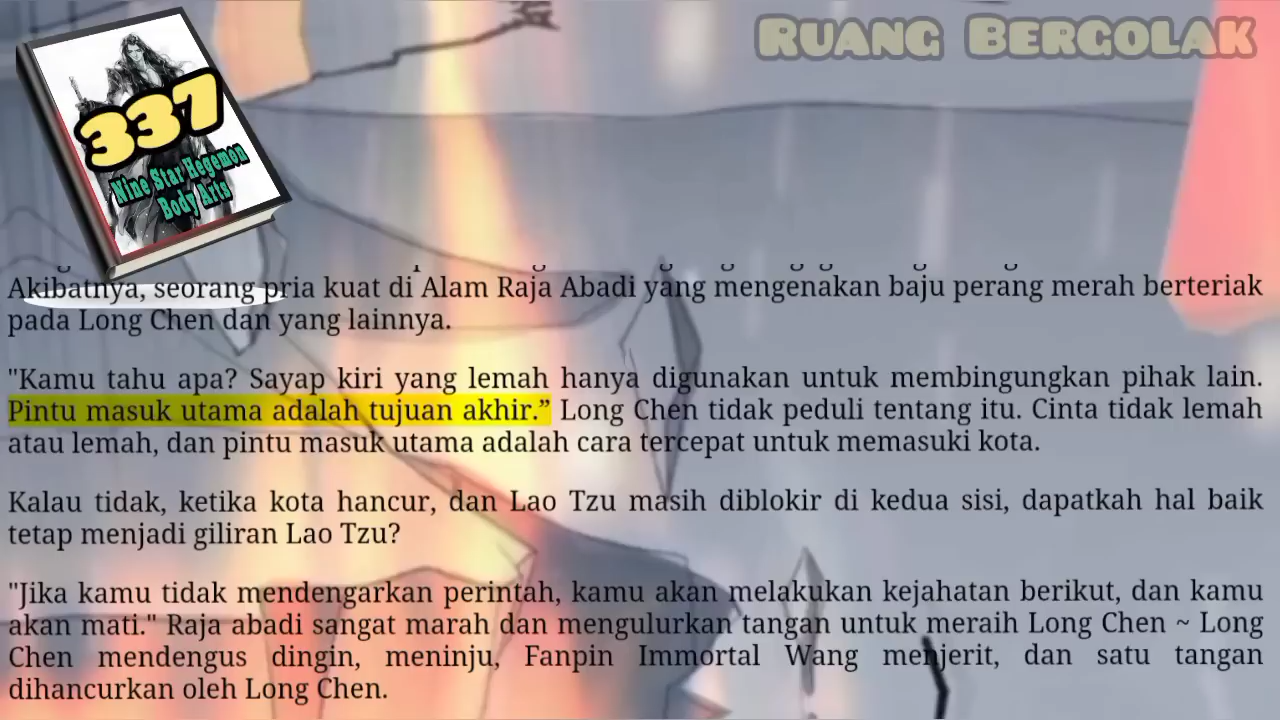 RUANG BERGOLAK
337
Nine Star Hegemon
Body Arts
Akibatnya, seorang pria kuat di Alam Raja Abadi yang mengenakan baju perang merah berteriak
pada Long Chen dan yang lainnya.
"Kamu tahu apa? Sayap kiri yang lemah hanya digunakan untuk membingungkan pihak lain.
Pintu masuk utama adalah tujuan akhir.” Long Chen tidak peduli tentang itu. Cinta tidak lemah
atau lemah, dan pintu masuk utama adalah cara tercepat untuk memasuki kota.
Kalau tidak, ketika kota hancur, dan Lao Tzu masih diblokir di kedua sisi, dapatkah hal baik
tetap menjadi giliran Lao Tzu?
"Jika kamu tidak mendengarkan perintah, kamu akan melakukan kejahatan berikut, dan kamu
akan mati." Raja abadi sangat marah dan mengulurkan tangan untuk meraih Long Chen ~ Long
Chen mendengus dingin, meninju, Fanpin Immortal Wang menjerit, dan satu tangan
dihancurkan oleh Long Chen.